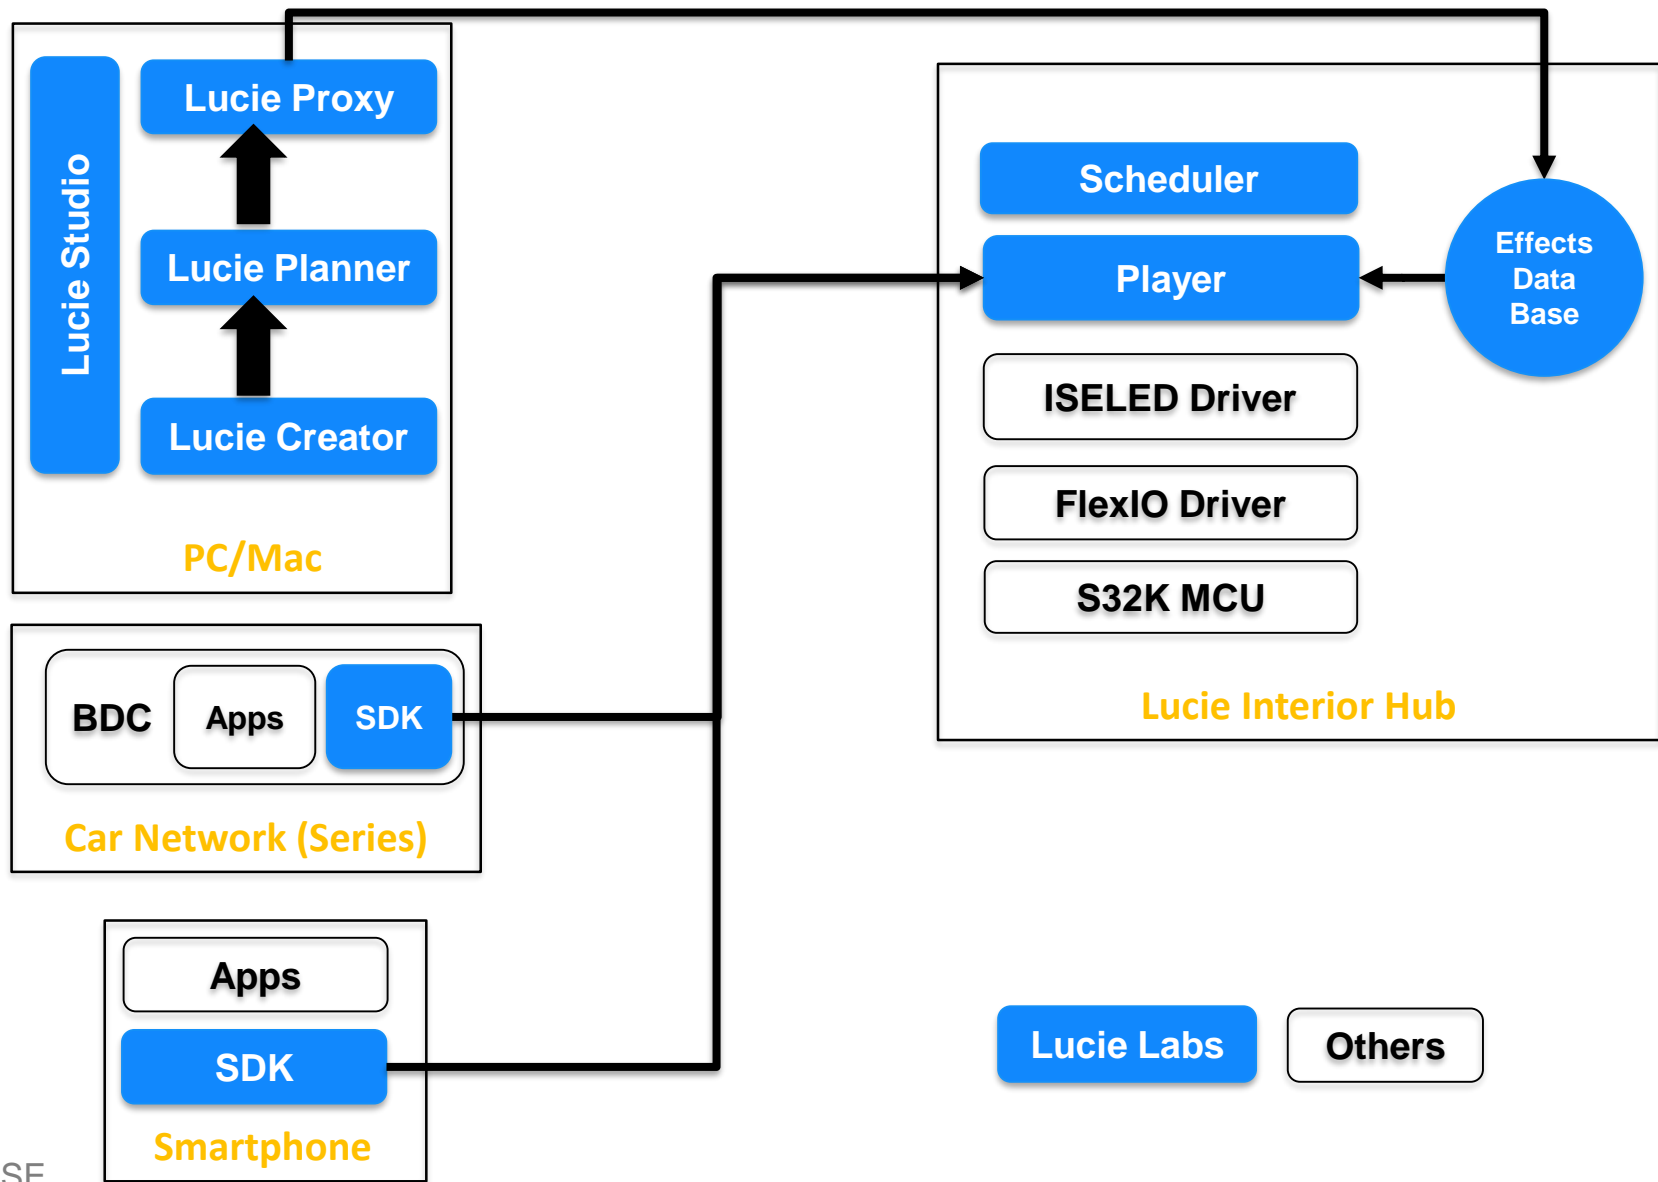 Lucie Studio
Lucie Proxy
Lucie Planner
Lucie Creator
PC/Mac
BDC
Apps
SDK
Car Network (Series)
Apps
SDK
Smartphone
Scheduler
Player
ISELED Driver
FlexIO Driver
S32K MCU
Lucie Interior Hub
Effects
Data
Base
Lucie Labs
Others